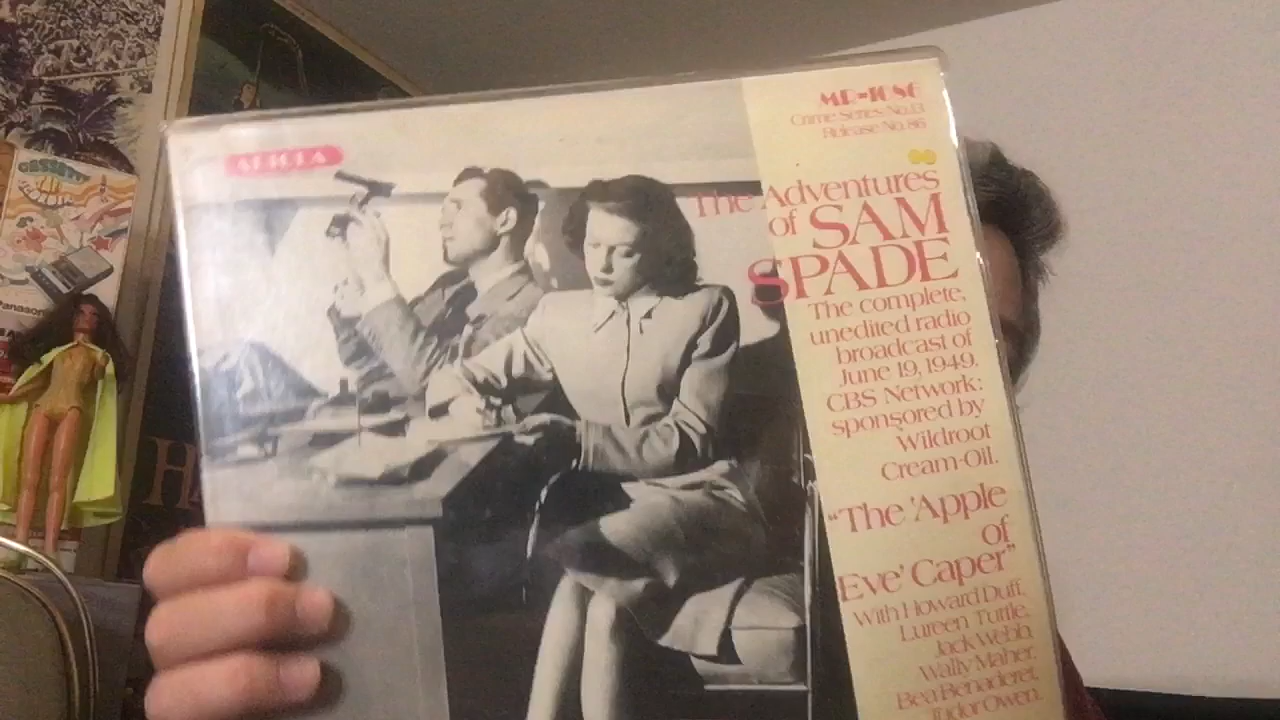 MR-1086
Crime Series No.13
Release No.86
The Adventures
of SAM
SPADE
The complete,
unedited radio
broadcast of
June 19, 1949.
CBS Network:
sponsored by
Wildroot
Cream-Oil.
"The 'Apple
of
Eve' Caper"
With Howard Duff,
Lureen Tuttle,
Jack Webb,
Wally Maher,
Bea Benaderet,
Tudor Owen.
Panason